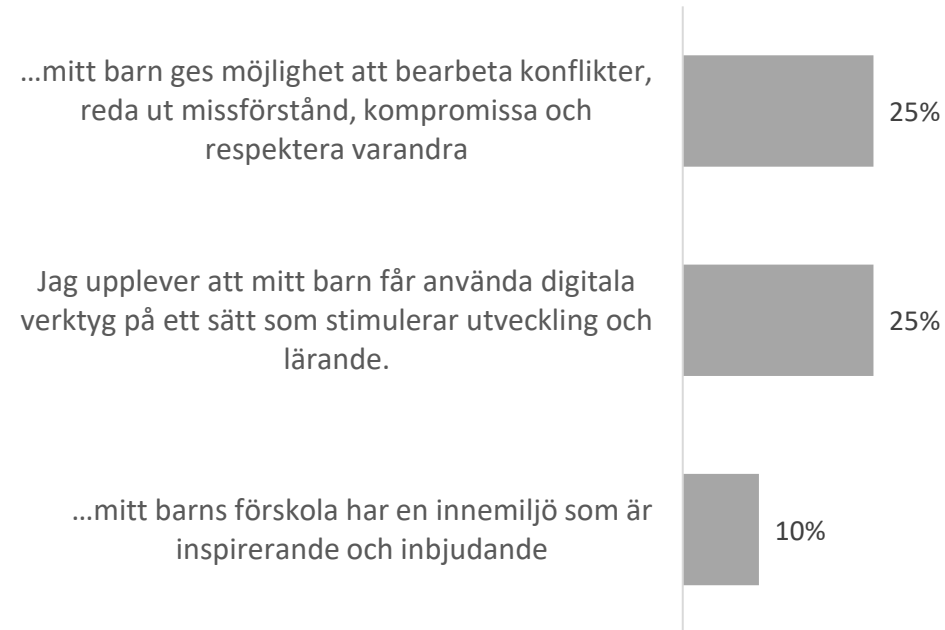 …mitt barn ges möjlighet att bearbeta konflikter,
reda ut missförstånd, kompromissa och
respektera varandra
25%
Jag upplever att mitt barn får använda digitala
verktyg på ett sätt som stimulerar utveckling och
lärande.
25%
…mitt barns förskola har en innemiljö som är
inspirerande och inbjudande
10%